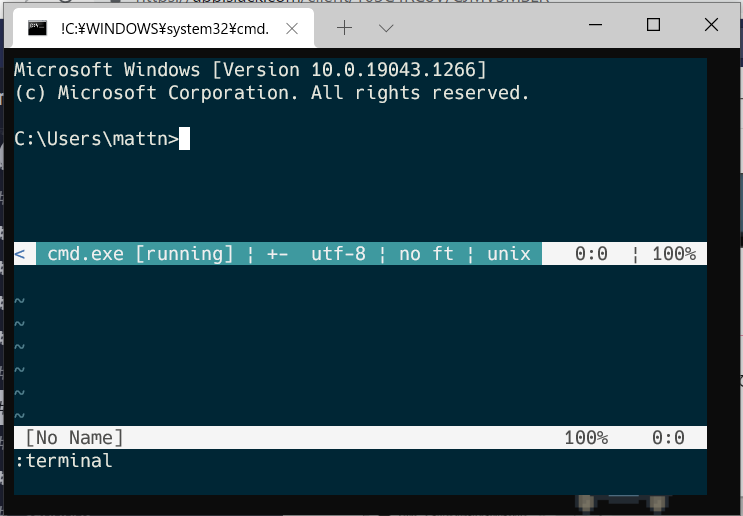 !C:¥WINDOWS¥system32¥cmd.
Microsoft Windows [Version 10.0.19043.1266]
(c) Microsoft Corporation. All rights reserved.
C:\Users\mattn>
< cmd.exe [running] ¦ +- utf-8 ¦ no ft ¦ unix 0:0 ¦ 100%
~
~
~
~
~
~
[No Name] 100% 0:0
:terminal